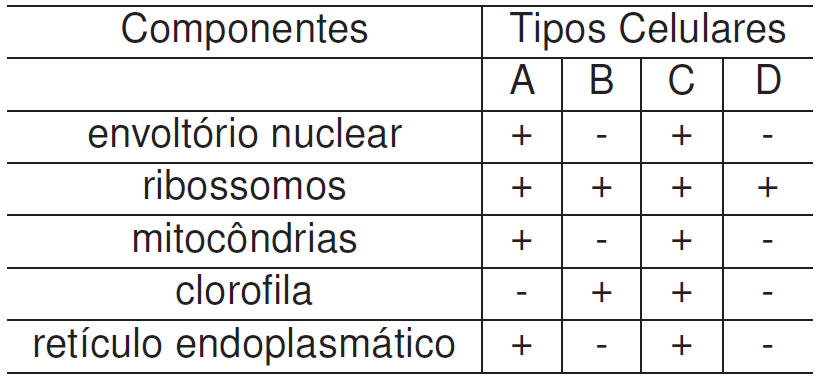 Componentes Tipos Celulares
A B C D
envoltório nuclear + - + -
ribossomos + + + +
mitocôndrias + - + -
clorofila - + + -
retículo endoplasmático + - + -